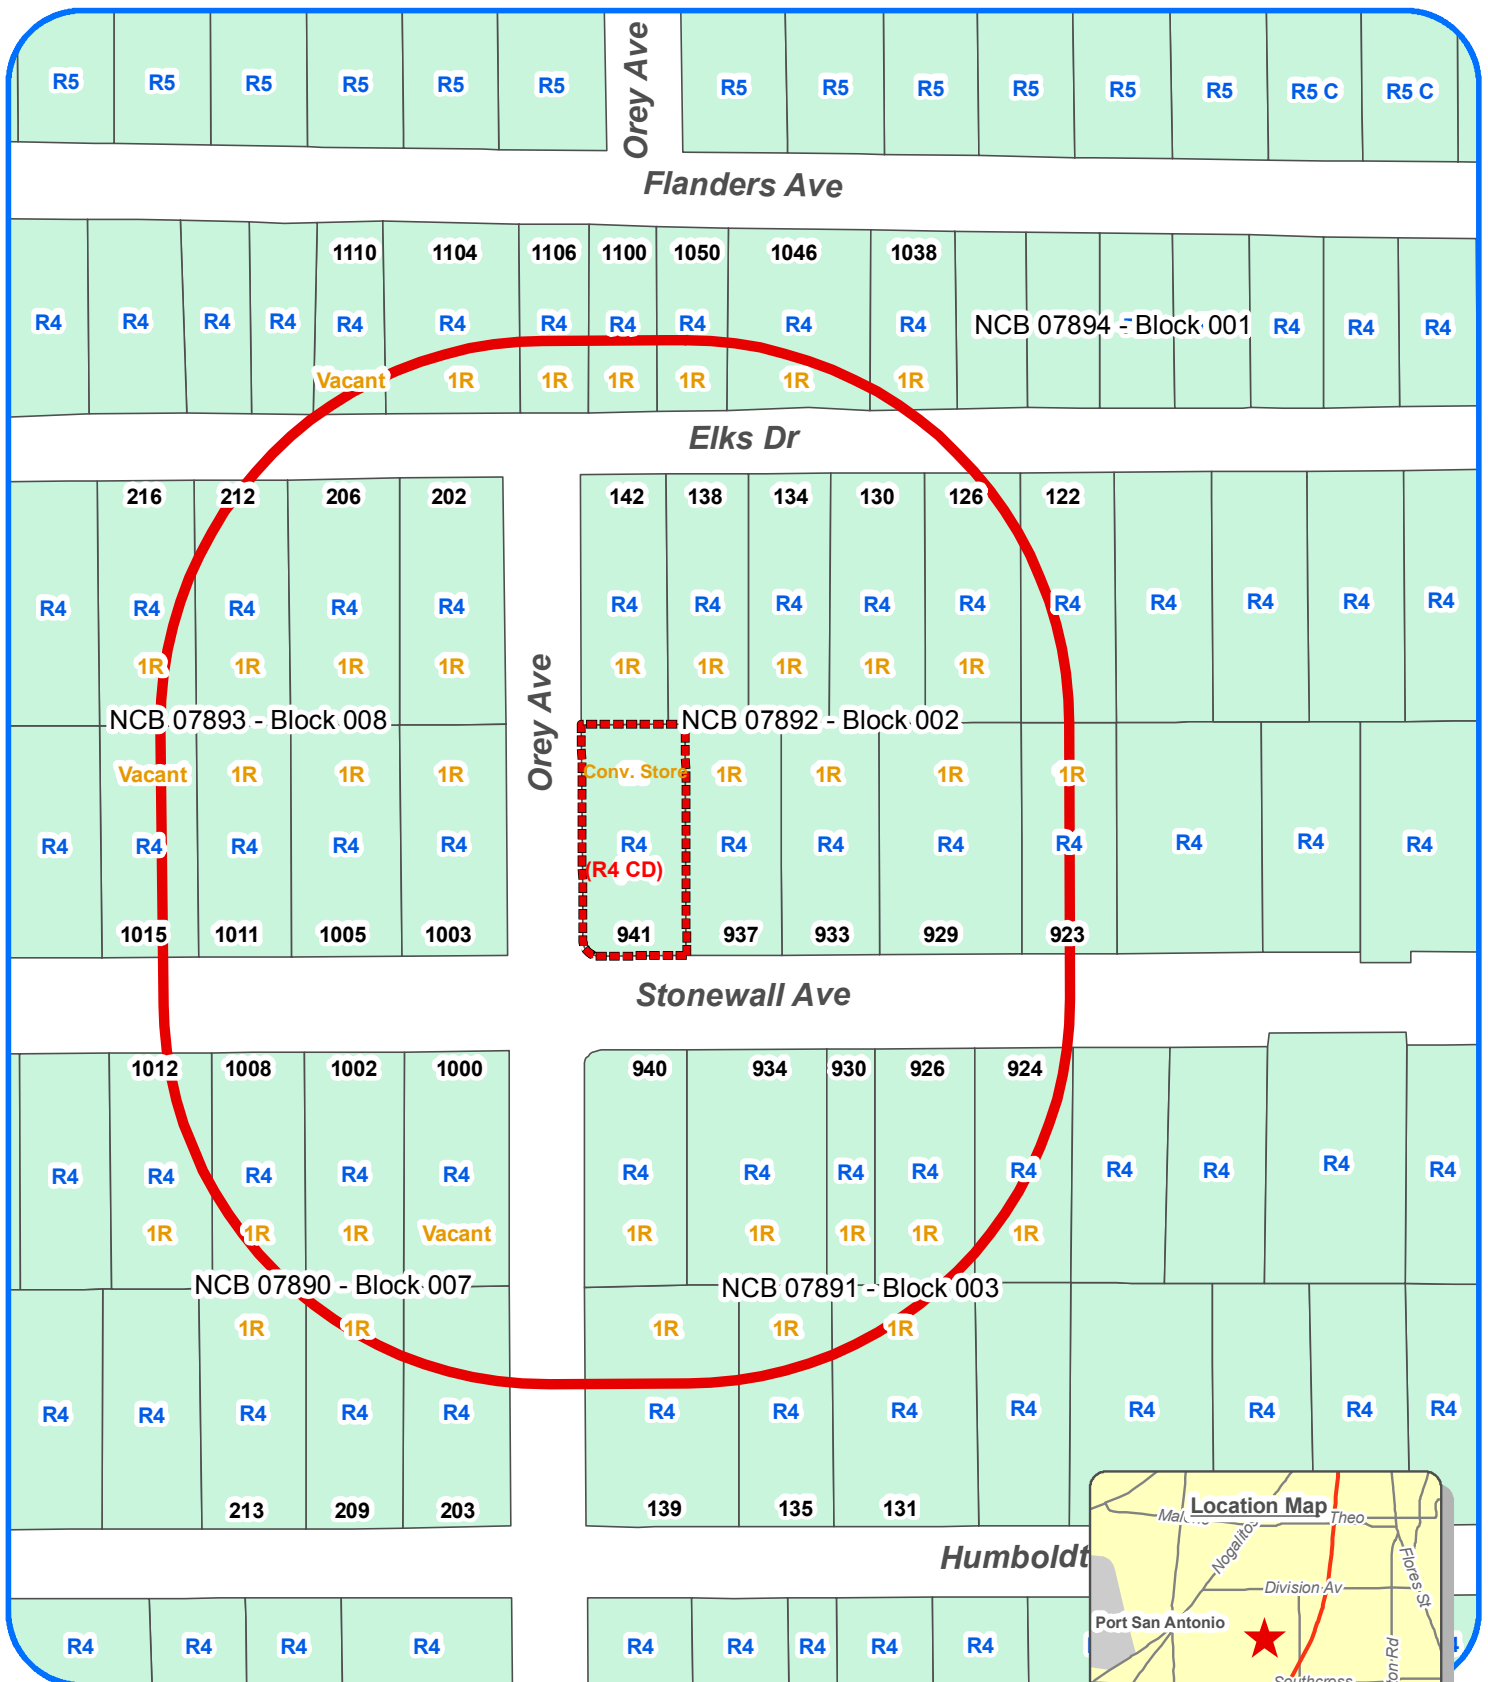 R5 R5 R5 R5 R5 R5 Orey Ave R5 R5 R5 R5 R5 R5 R5 C R5 C
Flanders Ave
1110 1104 1106 1100 1050 1046 1038
R4 R4 R4 R4 R4 R4 R4 R4 R4 R4 R4 NCB 07894 - Block 001 R4 R4 R4
Vacant 1R 1R 1R 1R 1R 1R
Elks Dr
216 212 206 202 142 138 134 130 126 122
R4 R4 R4 R4 R4 R4 R4 R4 R4 R4 R4 R4 R4 R4 R4
1R 1R 1R 1R 1R 1R 1R 1R 1R
Orey Ave
NCB 07893 - Block 008 NCB 07892 - Block 002
Vacant 1R 1R 1R Conv. Store 1R 1R 1R 1R
R4 R4 R4 R4 R4 R4 R4 R4 R4 R4 R4 R4 R4
(R4 CD)
1015 1011 1005 1003 941 937 933 929 923
Stonewall Ave
1012 1008 1002 1000 940 934 930 926 924
R4 R4 R4 R4 R4 R4 R4 R4 R4 R4 R4 R4 R4 R4
1R 1R 1R Vacant 1R 1R 1R 1R 1R
NCB 07890 - Block 007 NCB 07891 - Block 003
1R 1R 1R 1R 1R
R4 R4 R4 R4 R4 R4 R4 R4 R4 R4 R4 R4 R4
213 209 203 139 135 131
Humboldt
R4 R4 R4 R4 R4 R4 R4 R4 R4
Location Map
Theo
Nogalitos
Division Av
Flores St
Port San Antonio
Southcross